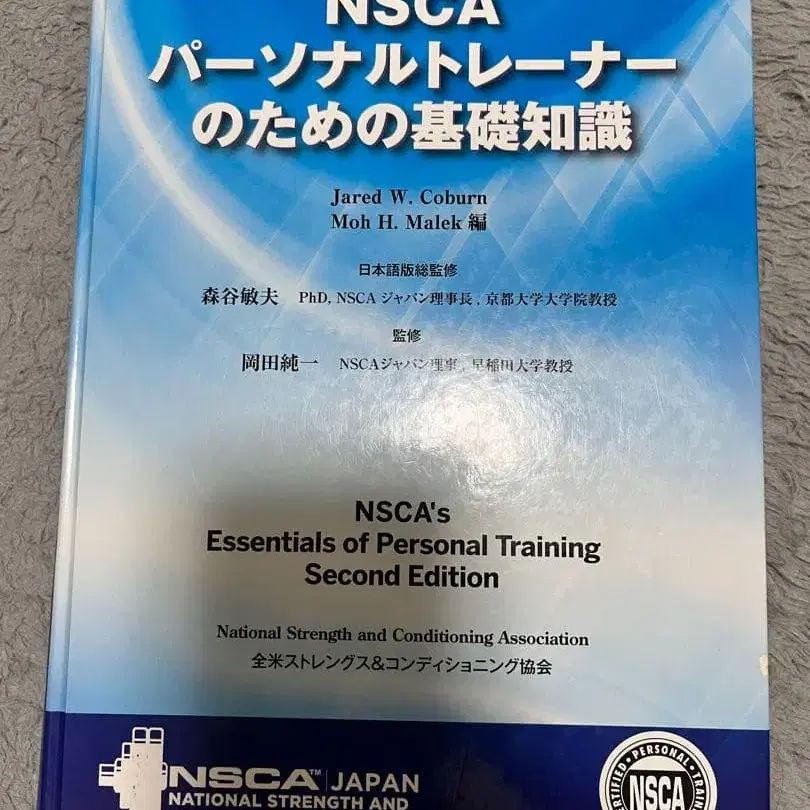 NSCA
パーソナルトレーナー
のための基礎知識
Jared W. Coburn
Moh H. Malek 編
日本語版総監修
森谷敏夫 PhD, NSCA ジャパン理事長, 京都大学大学院教授
監修
岡田純一 NSCAジャパン理事, 早稲田大学教授
NSCA's
Essentials of Personal Training
Second Edition
National Strength and Conditioning Association
全米ストレングス&コンディショニング協会
NSCA™ JAPAN
NATIONAL STRENGTH AND
PERSONAL
NSCA